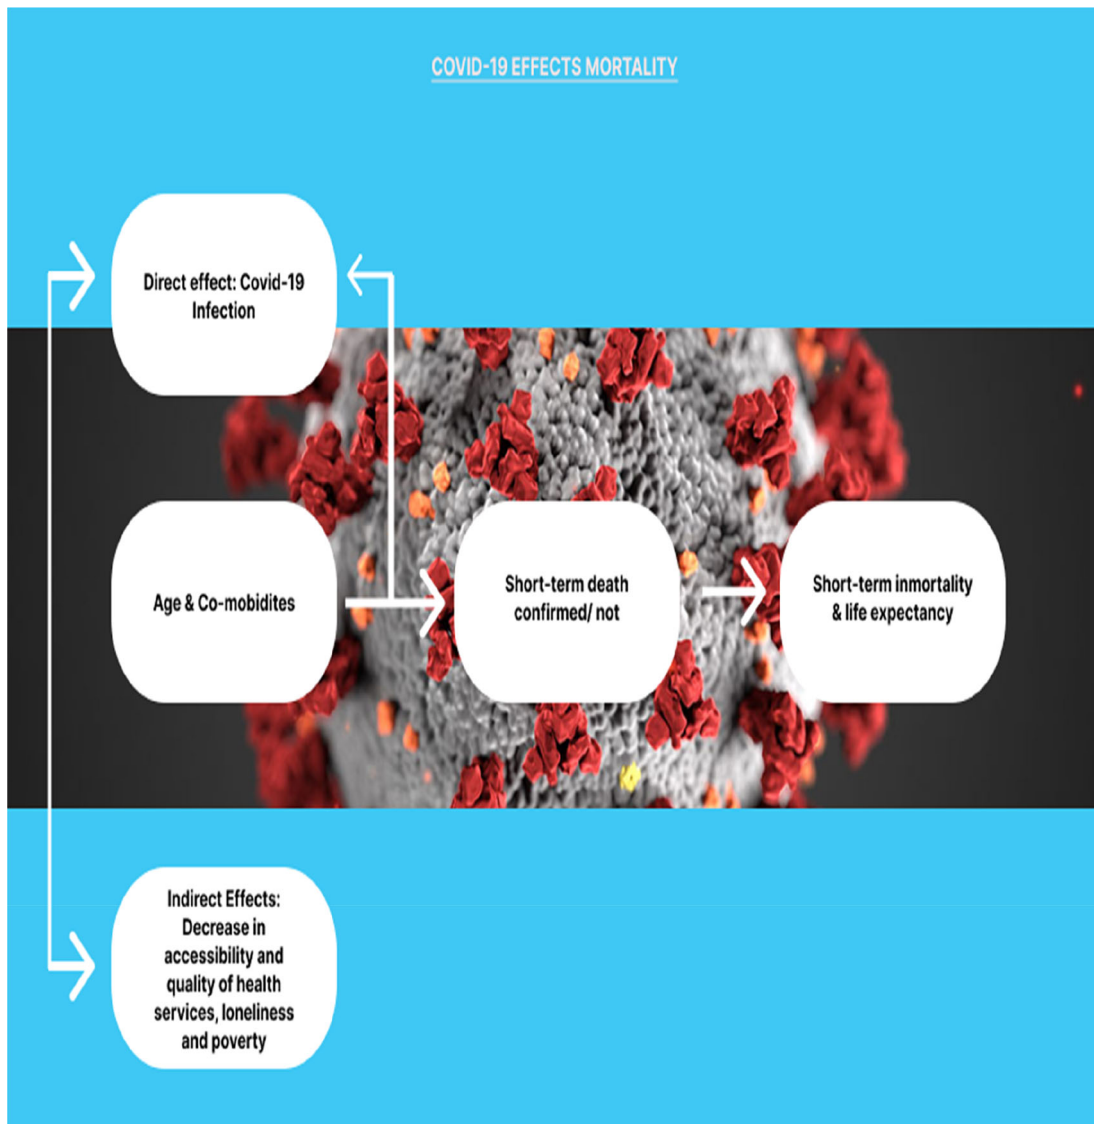 COVID-19 EFFECTS MORTALITY
Direct effect: Covid-19
Infection
Age & Co-mobidites
Short-term death
confirmed/ not
Short-term inmortality
& life expectancy
Indirect Effects:
Decrease in
accessibility and
quality of health
services, loneliness
and poverty